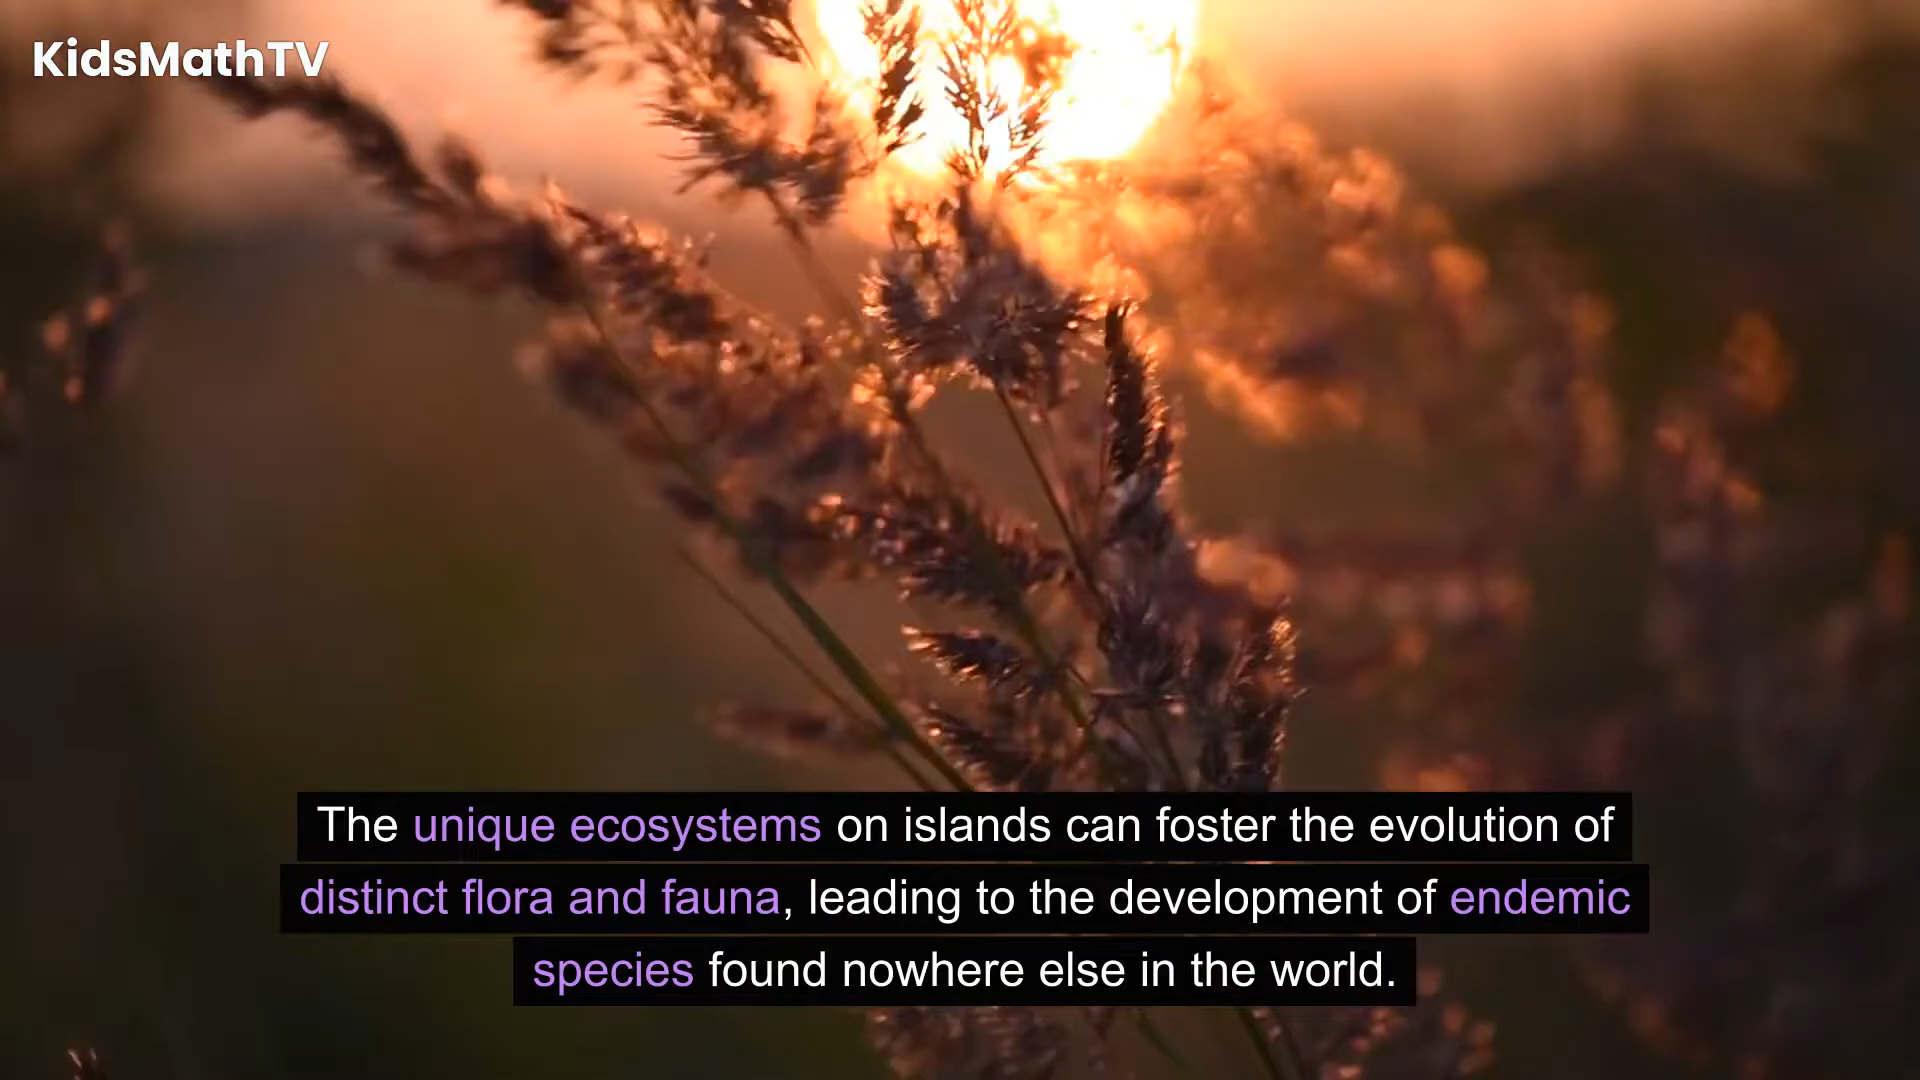 KidsMathTV
The unique ecosystems on islands can foster the evolution of
distinct flora and fauna, leading to the development of endemic
species found nowhere else in the world.